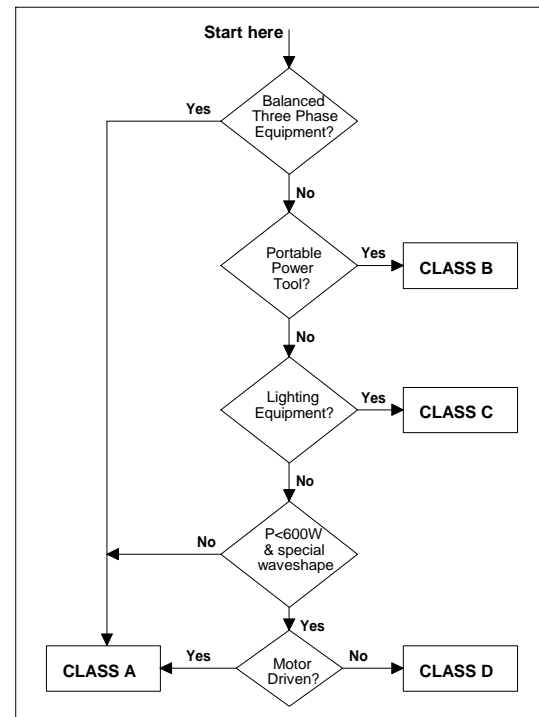 Start here
Balanced
Three Phase
Equipment?
Yes
No
Portable
Power
Tool?
Yes
CLASS B
No
Lighting
Equipment?
Yes
CLASS C
No
P<600W
& special
waveshape
No
Yes
Motor
Driven?
Yes
CLASS A
No
CLASS D